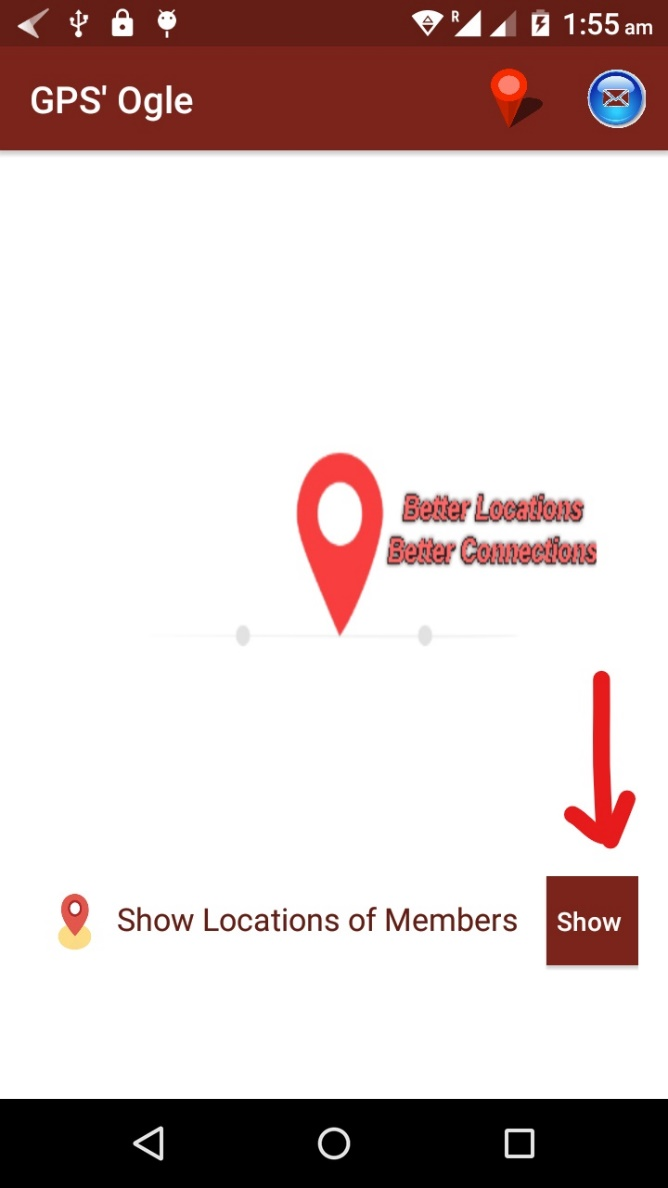 R
1:55 am
GPS' Ogle
Better Locations
Better Connections
Show Locations of Members
Show